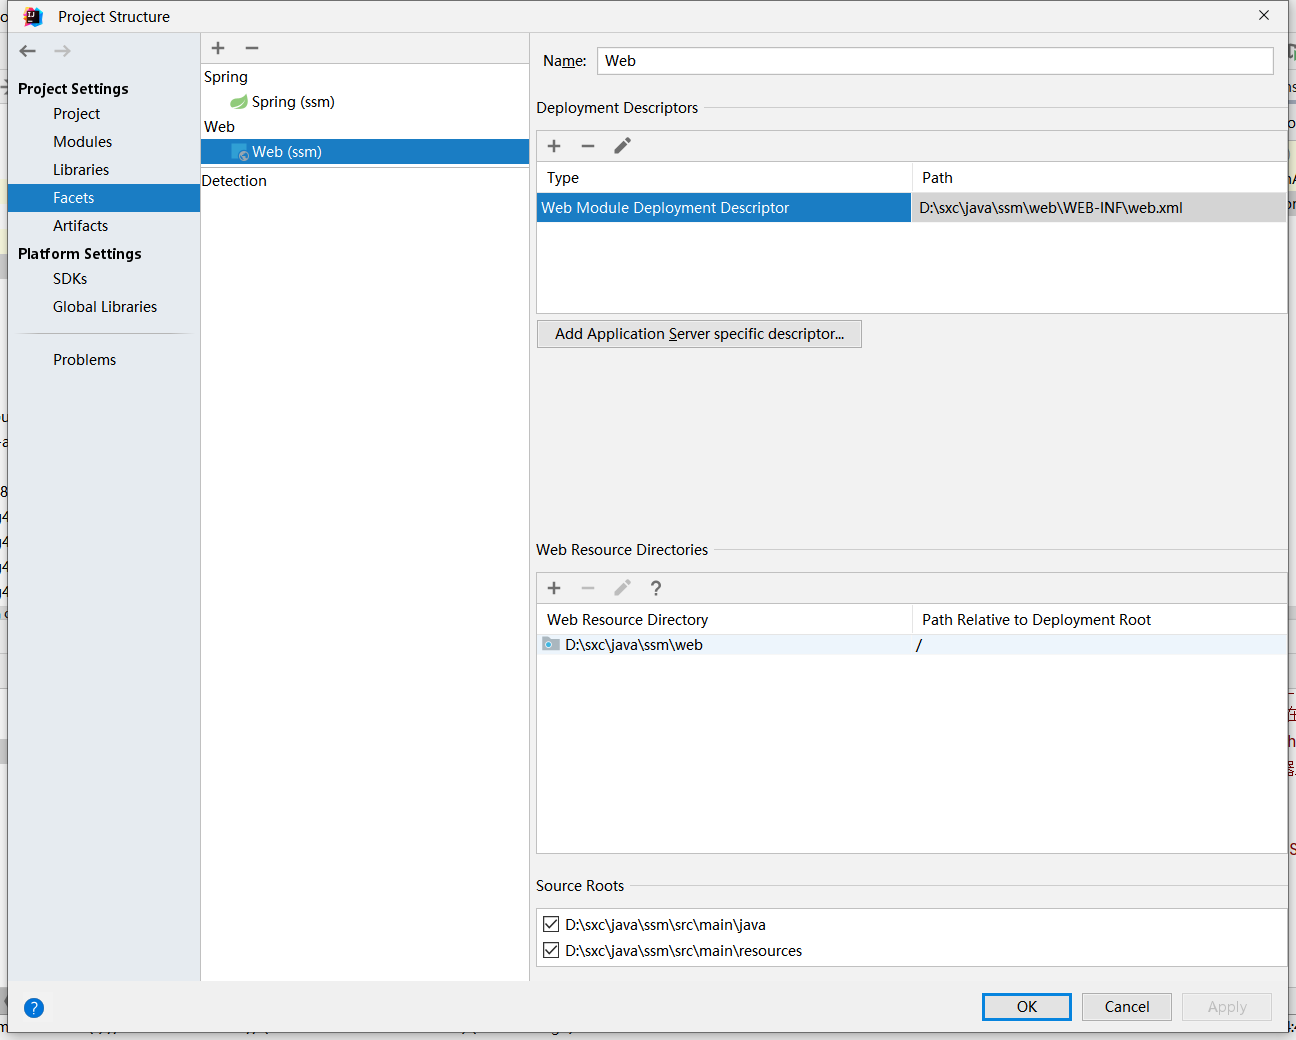 Project Structure
Project Settings
Project
Modules
Libraries
Facets
Artifacts
Platform Settings
SDKs
Global Libraries
Problems
Spring
Spring (ssm)
Web
Web (ssm)
Detection
Name: Web
Deployment Descriptors
Type Path
Web Module Deployment Descriptor D:\sxc\java\ssm\web\WEB-INF\web.xml
Add Application Server specific descriptor...
Web Resource Directories
Web Resource Directory Path Relative to Deployment Root
D:\sxc\java\ssm\web /
Source Roots
D:\sxc\java\ssm\src\main\java
D:\sxc\java\ssm\src\main\resources
OK Cancel Apply